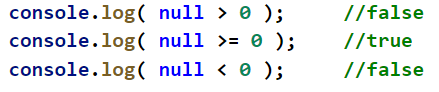 console.log( null > 0 ); //false
console.log( null >= 0 ); //true
console.log( null < 0 ); //false